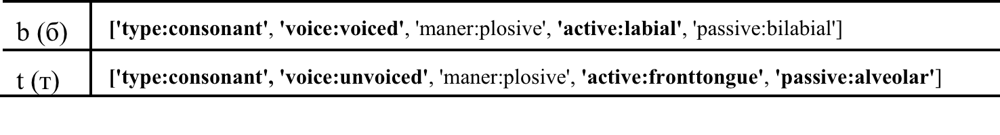 b (б) ['type:consonant', 'voice:voiced', 'maner:plosive', 'active:labial', 'passive:bilabial']
t (т) ['type:consonant', 'voice:unvoiced', 'maner:plosive', 'active:fronttongue', 'passive:alveolar']